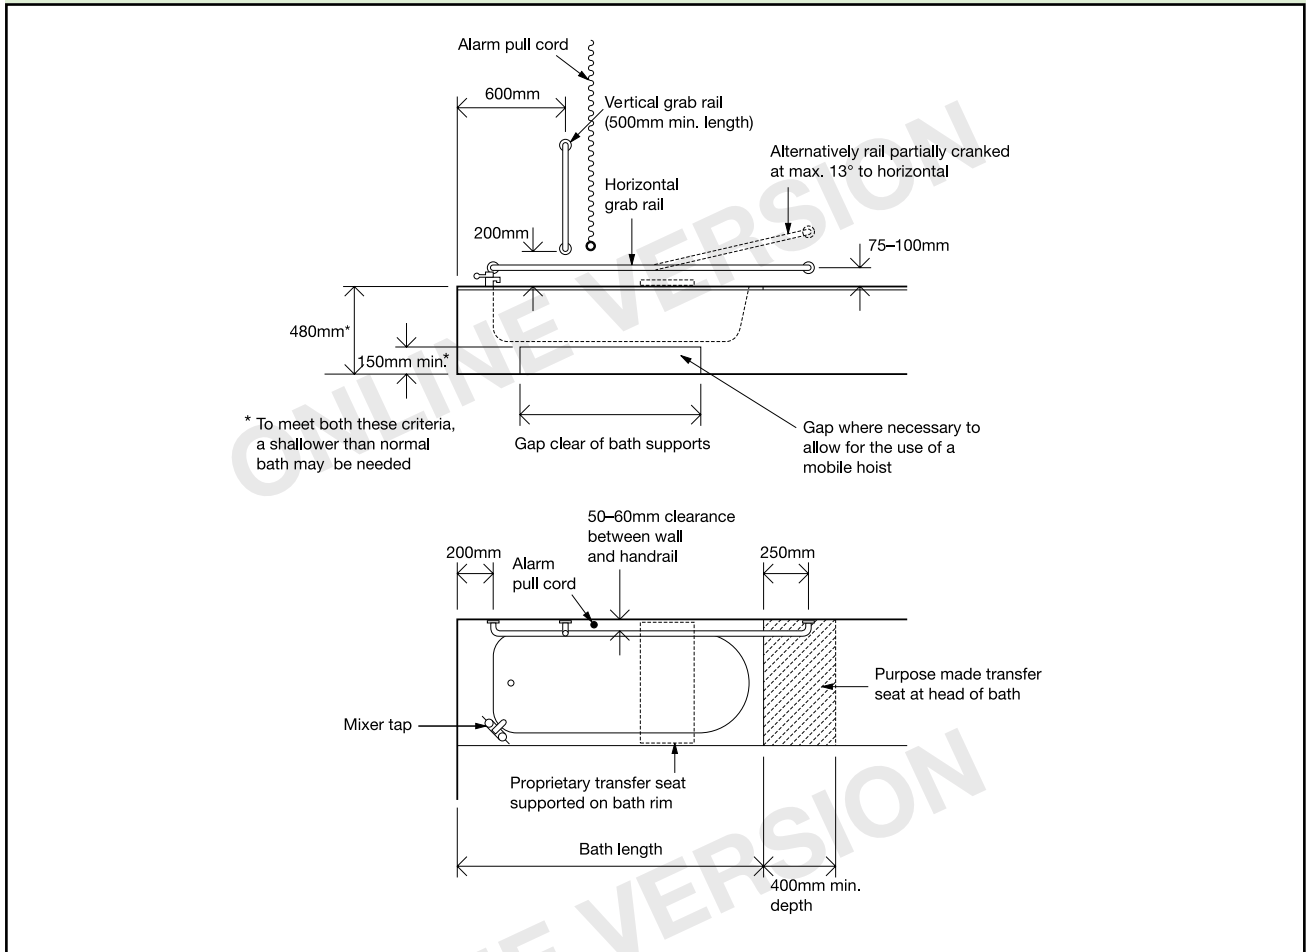 Alarm pull cord
600mm
Vertical grab rail
(500mm min. length)
Alternatively rail partially cranked
at max. 13° to horizontal
Horizontal
grab rail
200mm
75–100mm
480mm*
150mm min.*
* To meet both these criteria,
a shallower than normal
bath may be needed
Gap clear of bath supports
Gap where necessary to
allow for the use of a
mobile hoist
ONLINE VERSION
50–60mm clearance
between wall
and handrail
200mm
Alarm
pull cord
250mm
Purpose made transfer
seat at head of bath
Mixer tap
Proprietary transfer seat
supported on bath rim
Bath length
400mm min.
depth
NE VERSION